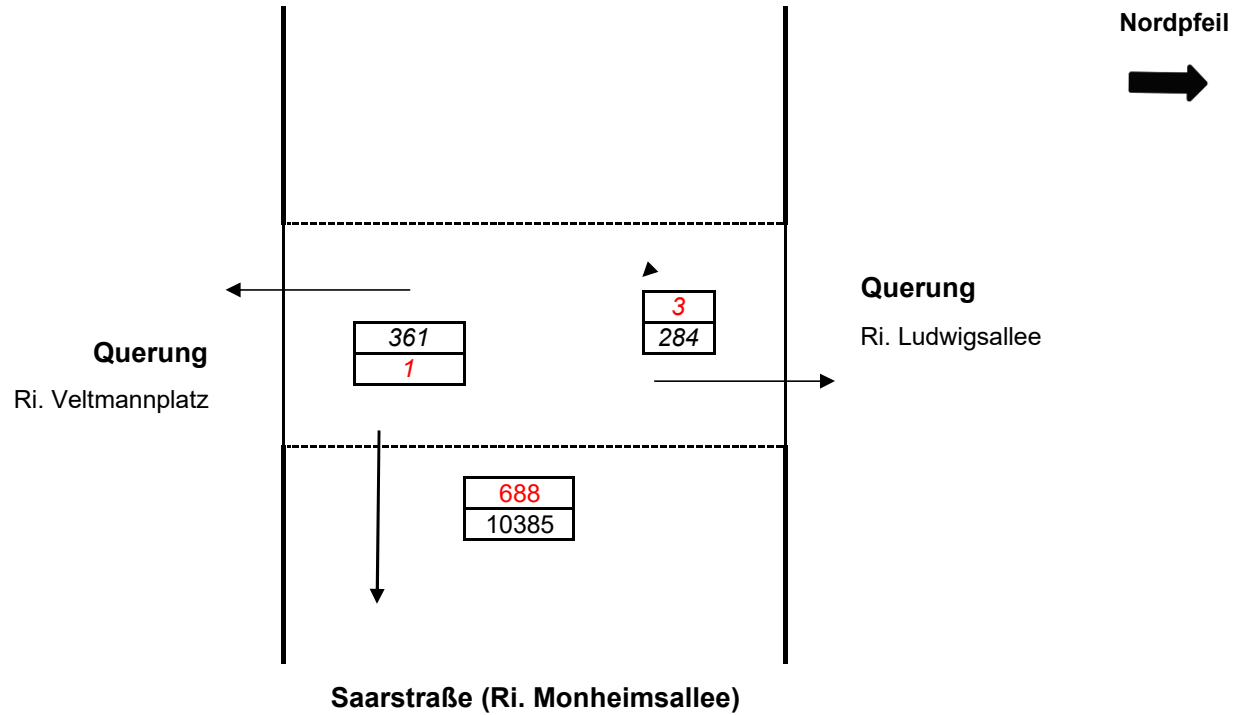 Nordpfeil
3
284
Querung
Ri. Ludwigsallee
361
1
Querung
Ri. Veltmannplatz
688
10385
Saarstraße (Ri. Monheimsallee)